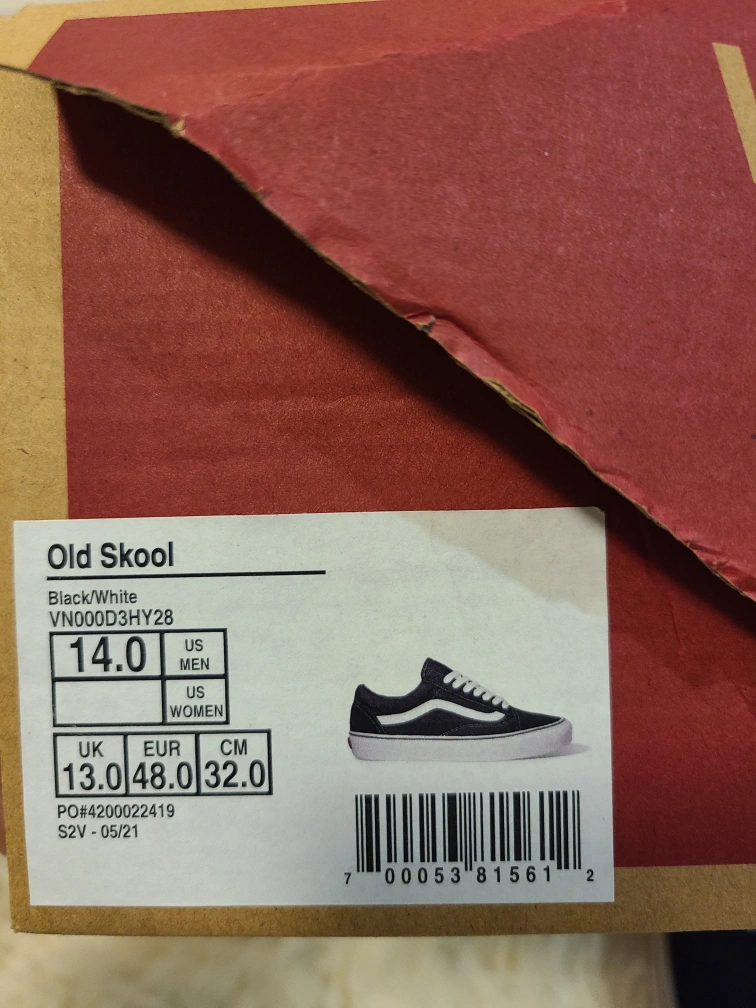 Old Skool
Black/White
VN000D3HY28
14.0 US MEN
US WOMEN
UK EUR CM
13.0 48.0 32.0
PO#4200022419
S2V - 05/21
7 00053 81561 2